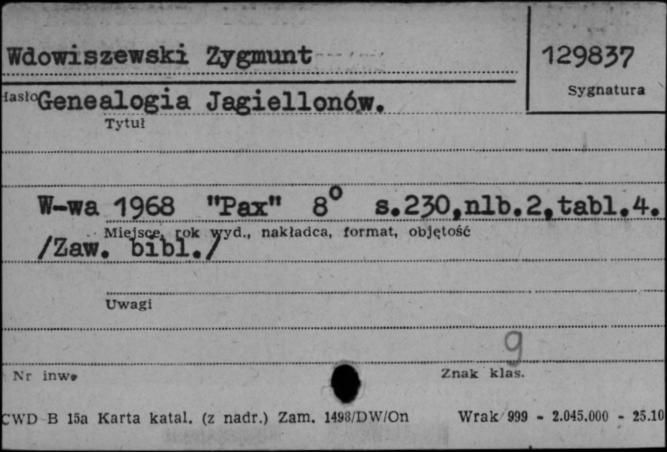 Wdowiszewski Zygmunt
129837
Sygnatura
Hasło Genealogia Jagiellonów.
Tytuł
W-wa 1968 "Pax" 8° s.230,nlb.2,tabl.4.
Miejsce, rok wyd., nakładca, format, objętość
/Zaw. bibl./
Uwagi
9
Nr inw.
Znak klas.
CWD B 15a Karta katal. (z nadr.) Zam. 1498/DW/On Wrak 999 - 2.045.000 - 25.10